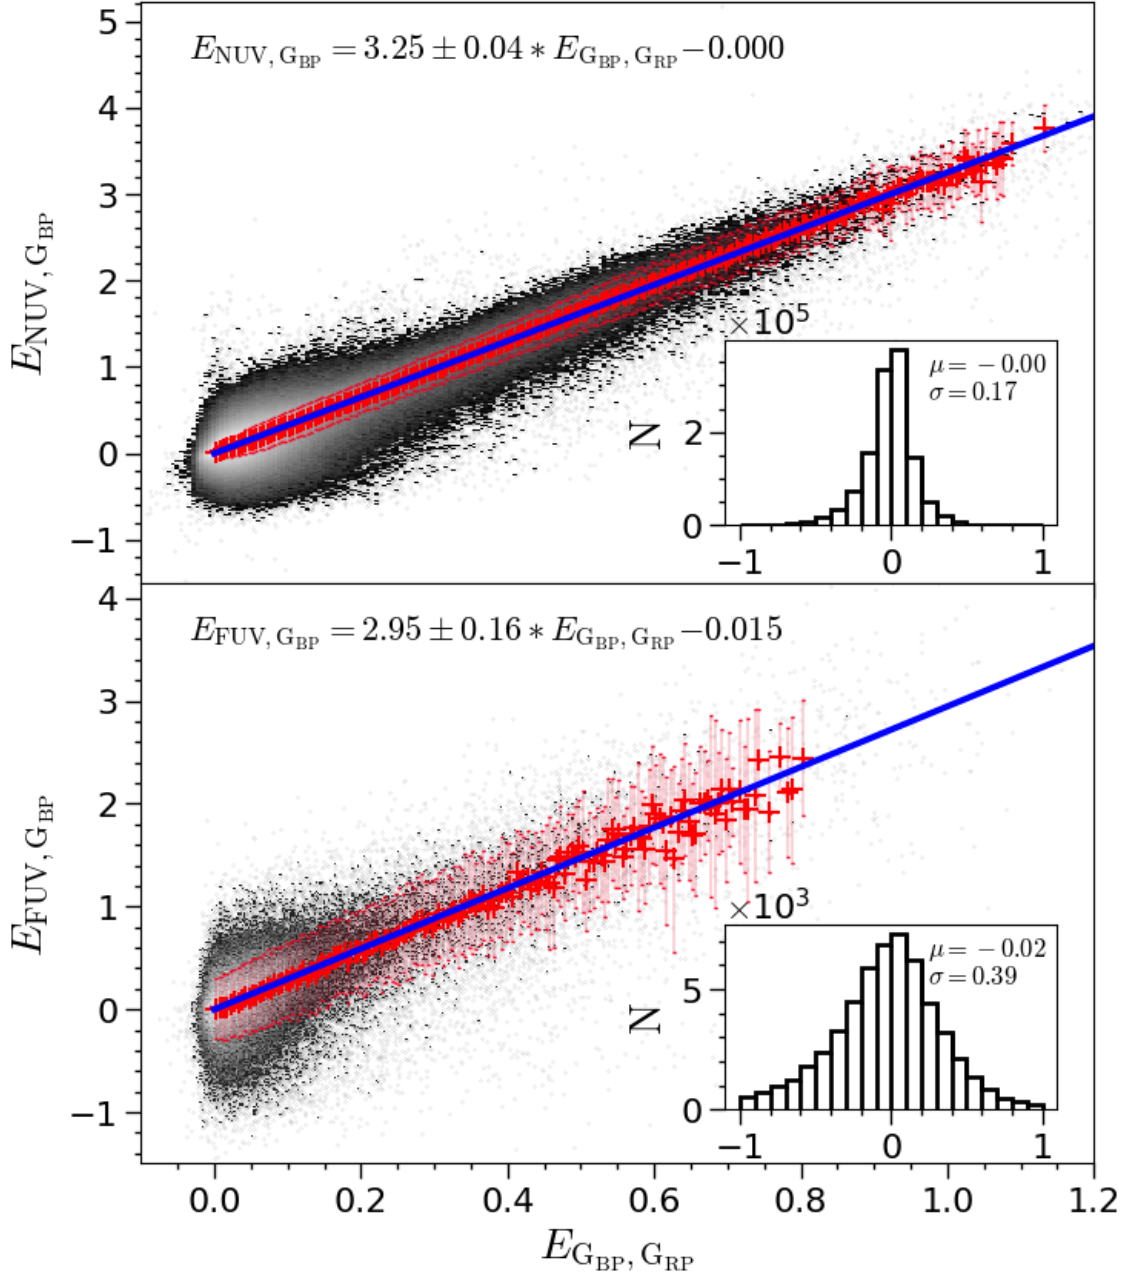 E_NUV, G_BP = 3.25 ± 0.04 * E_G_BP, G_RP −0.000
5
4
3
2
1
0
−1
E_NUV, G_BP
×10^5
μ = −0.00
σ = 0.17
N
2
0
−1 0 1
E_FUV, G_BP = 2.95 ± 0.16 * E_G_BP, G_RP −0.015
4
3
2
1
0
−1
E_FUV, G_BP
×10^3
μ = −0.02
σ = 0.39
N
5
0
−1 0 1
0.0 0.2 0.4 0.6 0.8 1.0 1.2
E_G_BP, G_RP